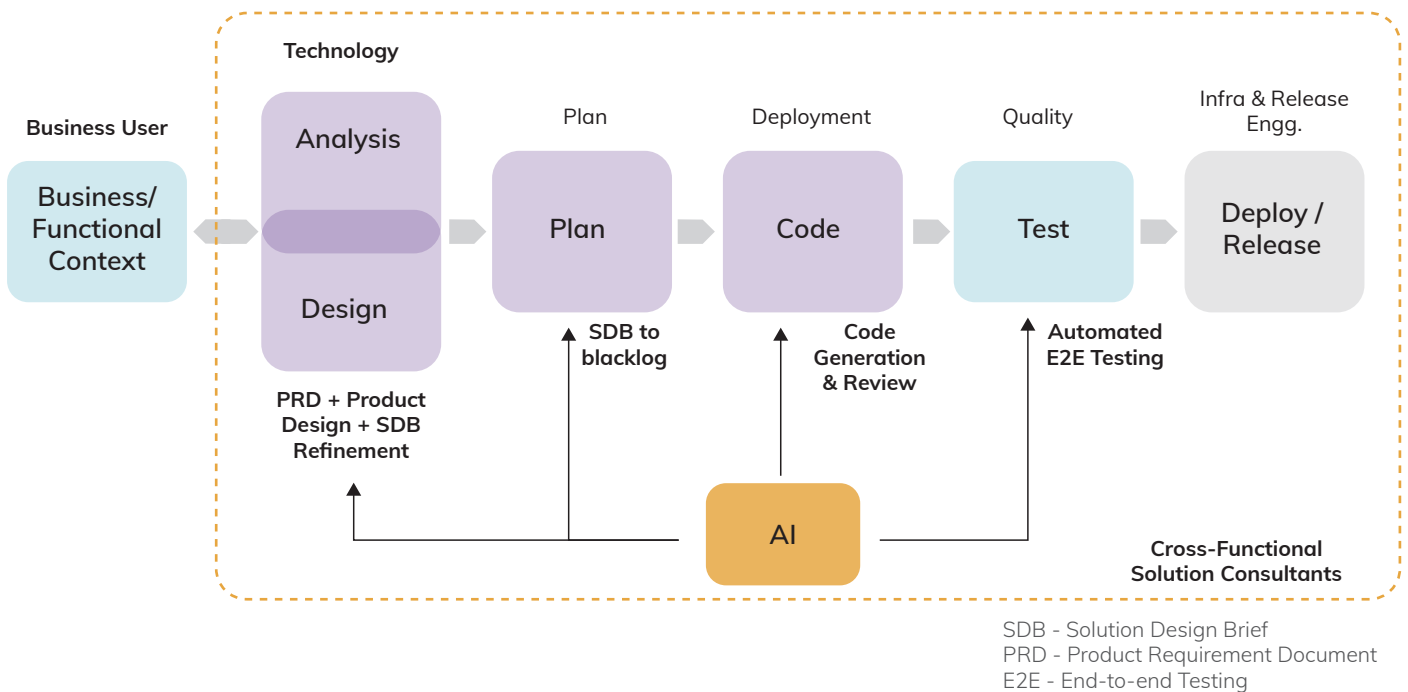 Technology
Business User
Business/
Functional
Context
Analysis
Design
PRD + Product
Design + SDB
Refinement
Plan
Plan
SDB to
blacklog
Deployment
Code
Code
Generation
& Review
Quality
Test
Automated
E2E Testing
Infra & Release
Engg.
Deploy /
Release
AI
Cross-Functional
Solution Consultants
SDB - Solution Design Brief
PRD - Product Requirement Document
E2E - End-to-end Testing